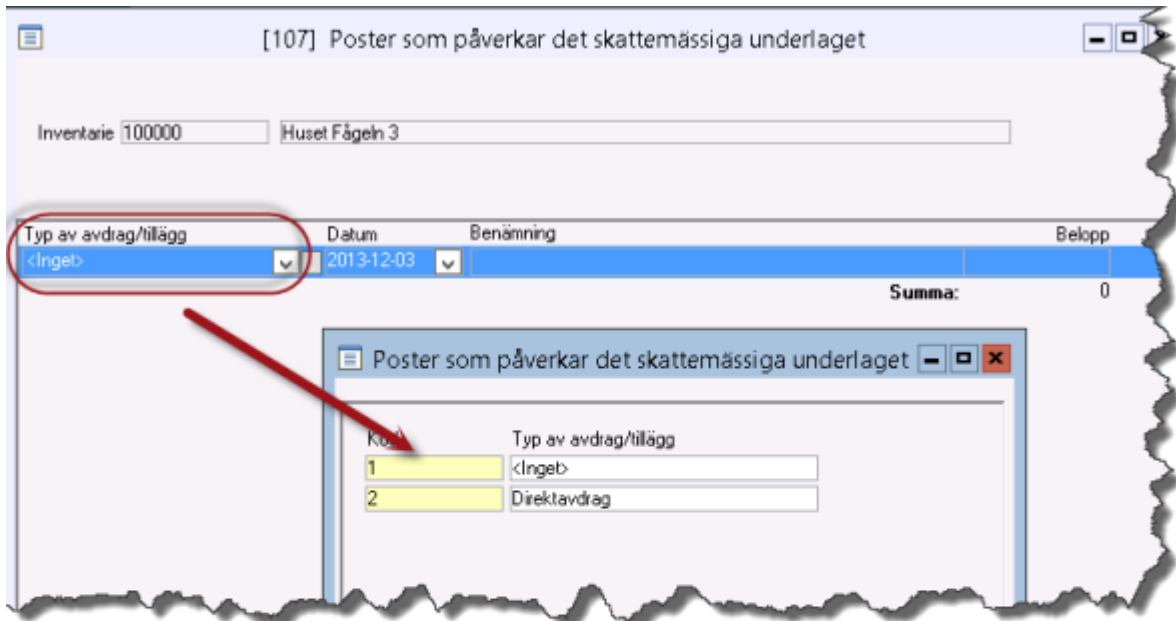 [107] Poster som påverkar det skattemässiga underlaget
Inventarie 100000 Huset Fågeln 3
Typ av avdrag/tillägg Datum Benämning Belopp
<Inget> 2013-12-03
Summa: 0
Poster som påverkar det skattemässiga underlaget
Typ av avdrag/tillägg
1 <Inget>
2 Direktavdrag